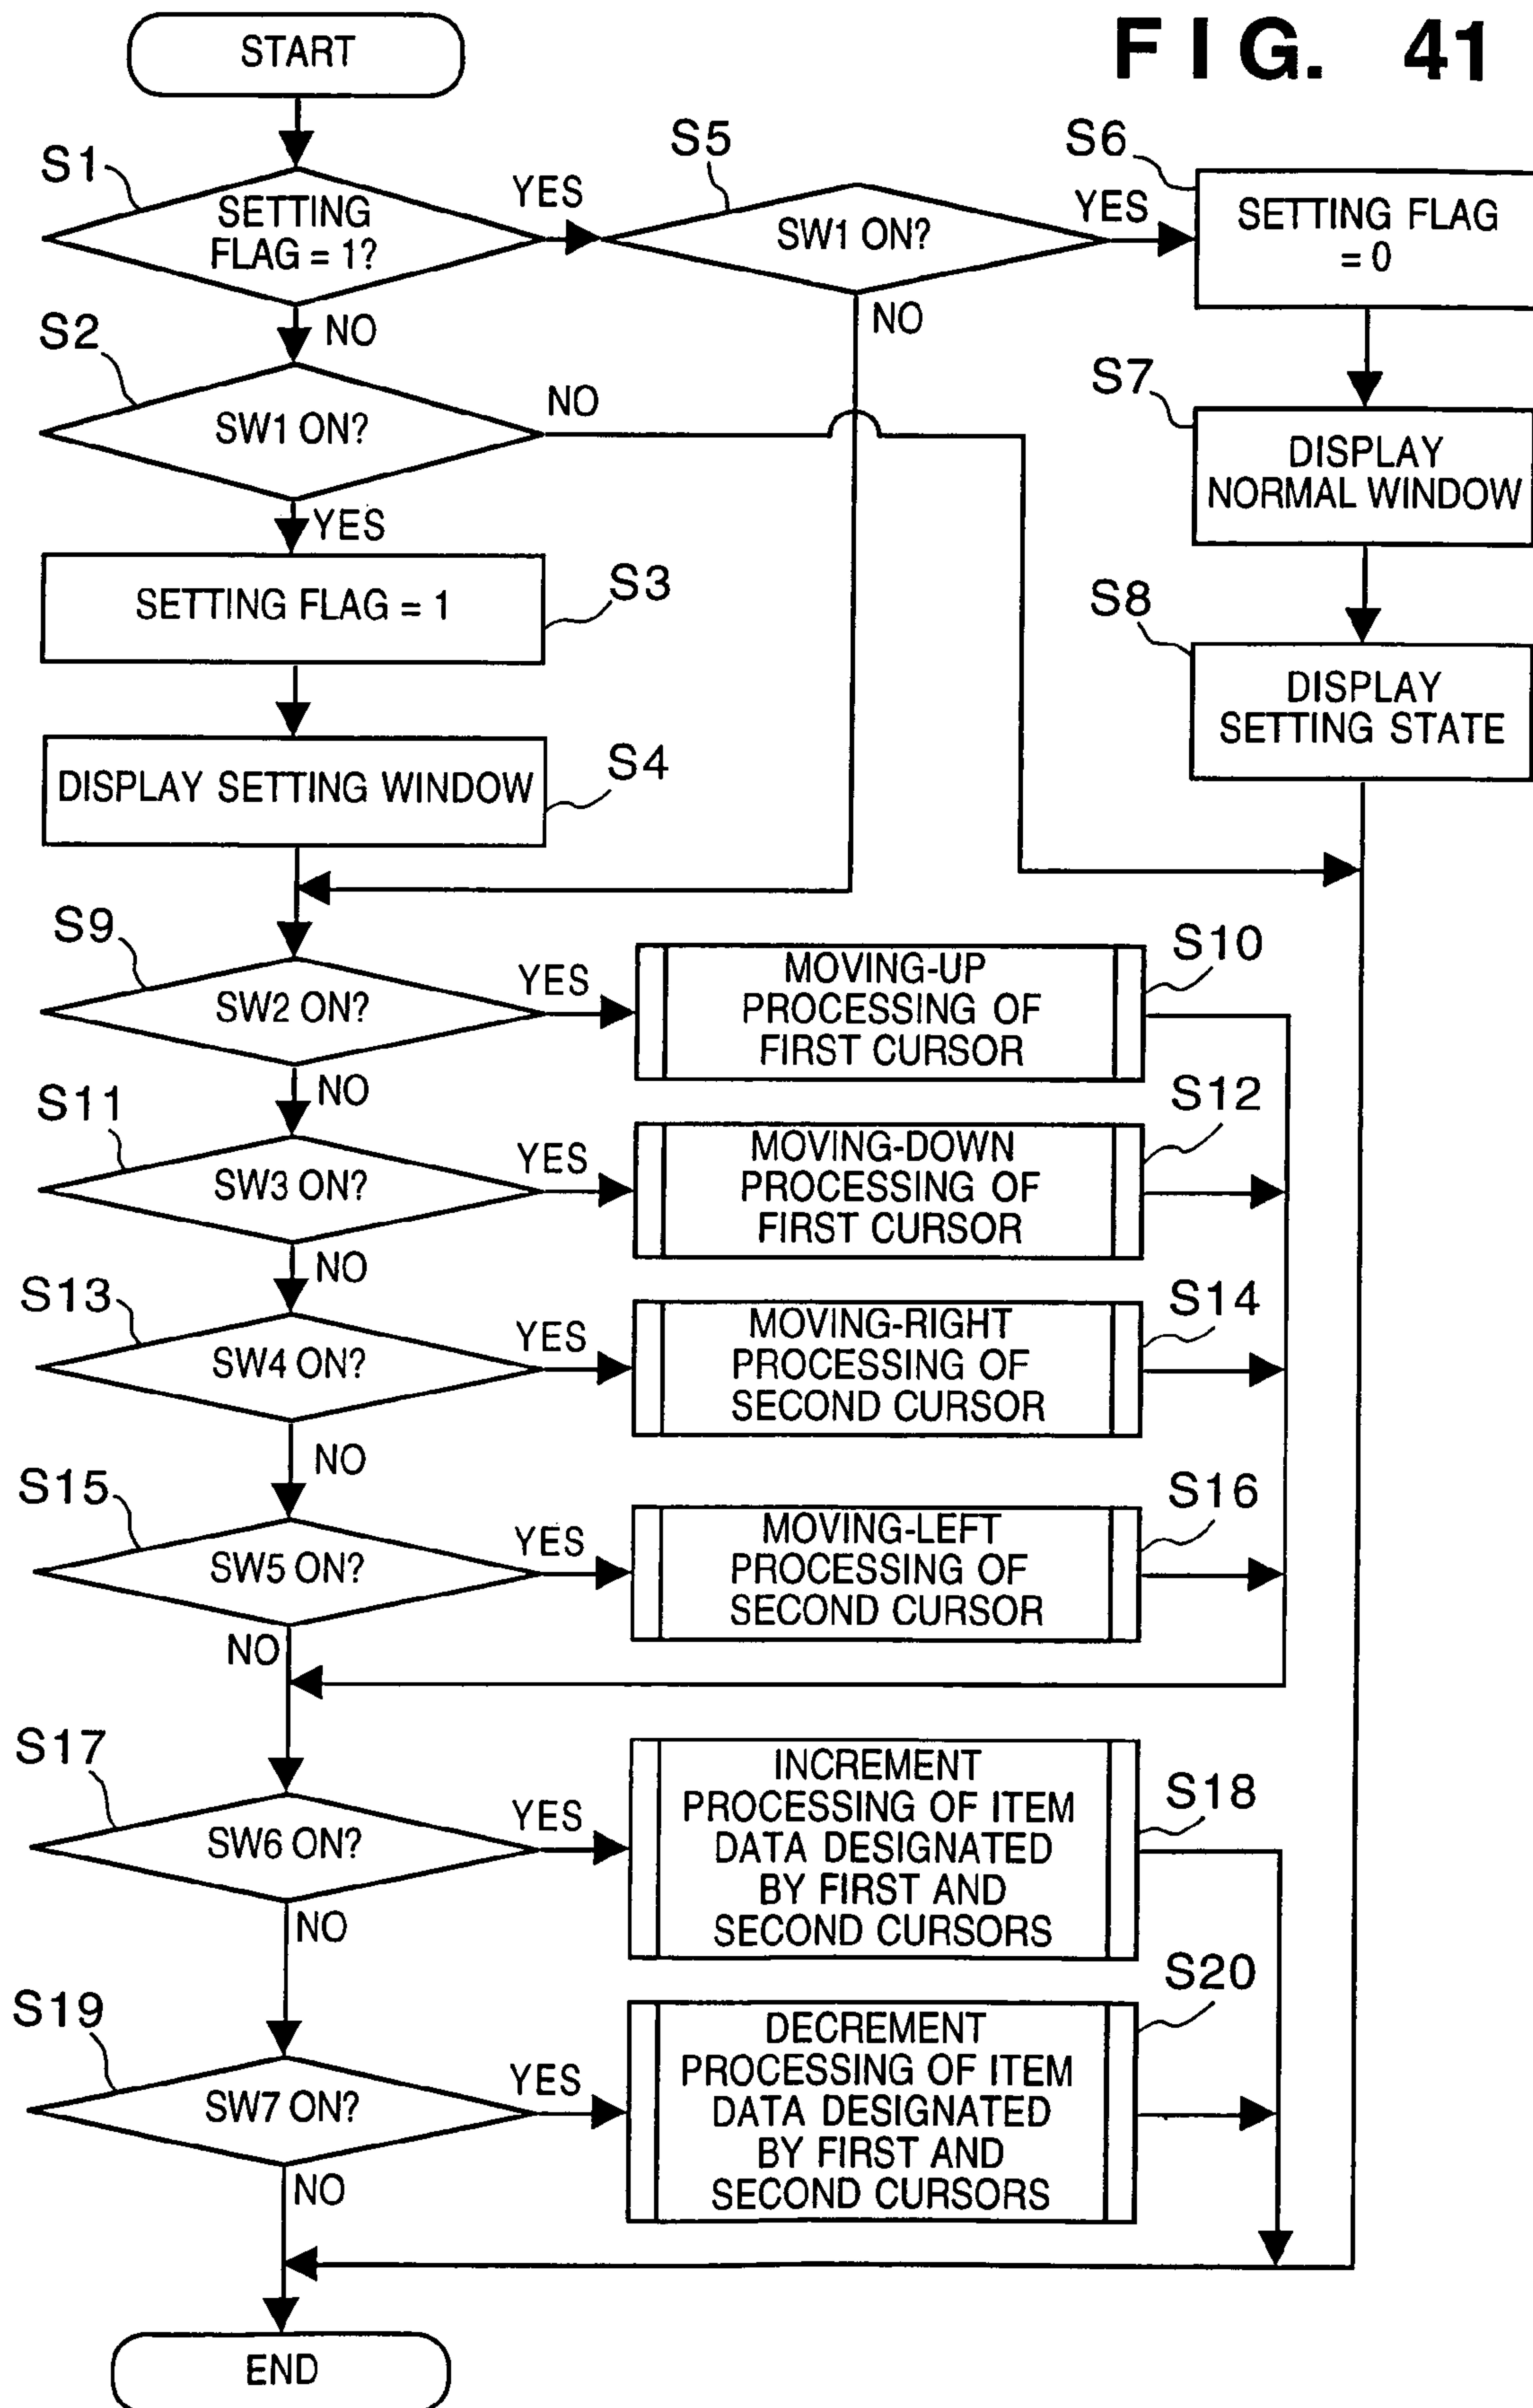 FIG. 41
START
S1
SETTING
FLAG = 1?
YES
NO
S5
SW1 ON?
YES
NO
S6
SETTING FLAG
= 0
S2
SW1 ON?
NO
YES
S7
DISPLAY
NORMAL WINDOW
S3
SETTING FLAG = 1
S8
DISPLAY
SETTING STATE
S4
DISPLAY SETTING WINDOW
S9
SW2 ON?
YES
NO
S10
MOVING-UP
PROCESSING OF
FIRST CURSOR
S11
SW3 ON?
YES
NO
S12
MOVING-DOWN
PROCESSING OF
FIRST CURSOR
S13
SW4 ON?
YES
NO
S14
MOVING-RIGHT
PROCESSING OF
SECOND CURSOR
S15
SW5 ON?
YES
NO
S16
MOVING-LEFT
PROCESSING OF
SECOND CURSOR
S17
SW6 ON?
YES
NO
S18
INCREMENT
PROCESSING OF ITEM
DATA DESIGNATED
BY FIRST AND
SECOND CURSORS
S19
SW7 ON?
YES
NO
S20
DECREMENT
PROCESSING OF ITEM
DATA DESIGNATED
BY FIRST AND
SECOND CURSORS
END